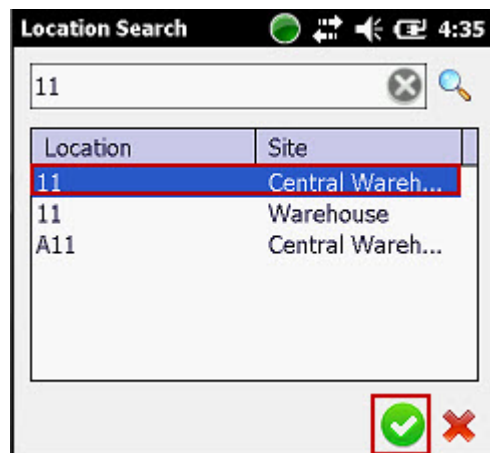 Location Search 4:35
11
Location Site
11 Central Wareh...
11 Warehouse
A11 Central Wareh...